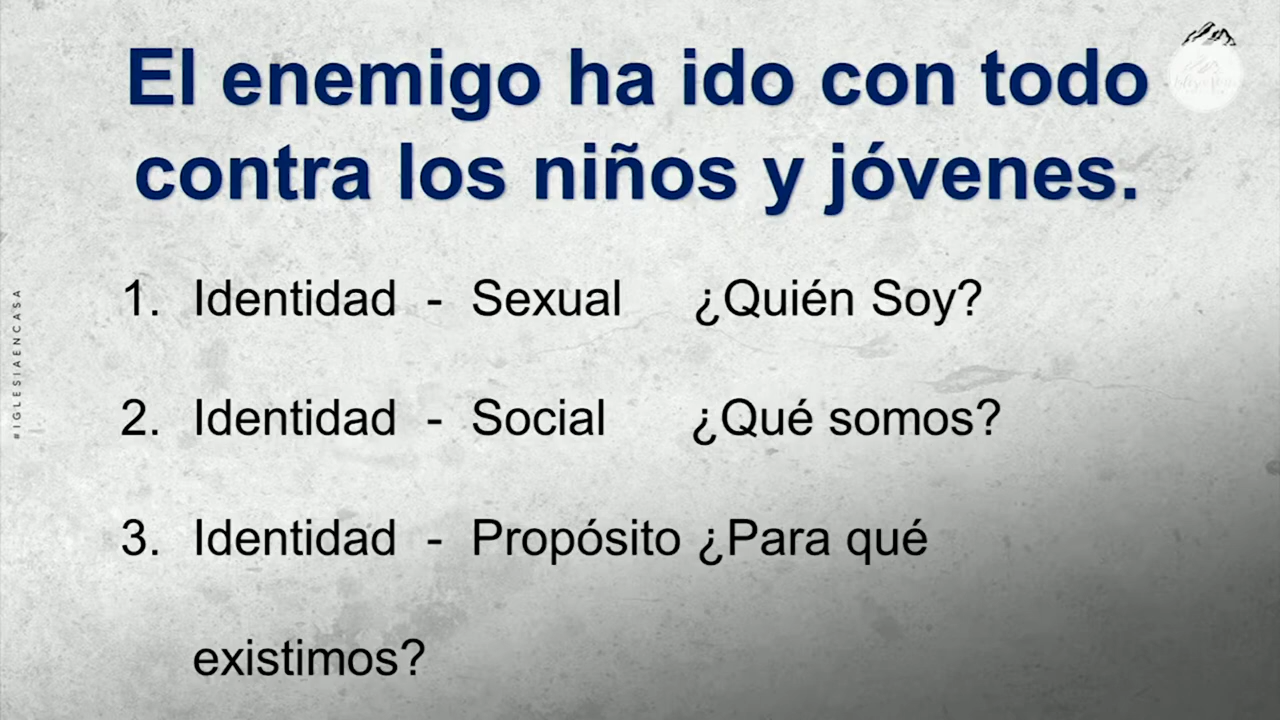 El enemigo ha ido con todo
contra los niños y jóvenes.
1. Identidad - Sexual ¿Quién Soy?
2. Identidad - Social ¿Qué somos?
3. Identidad - Propósito ¿Para qué
existimos?
#IGLESIAENCASA